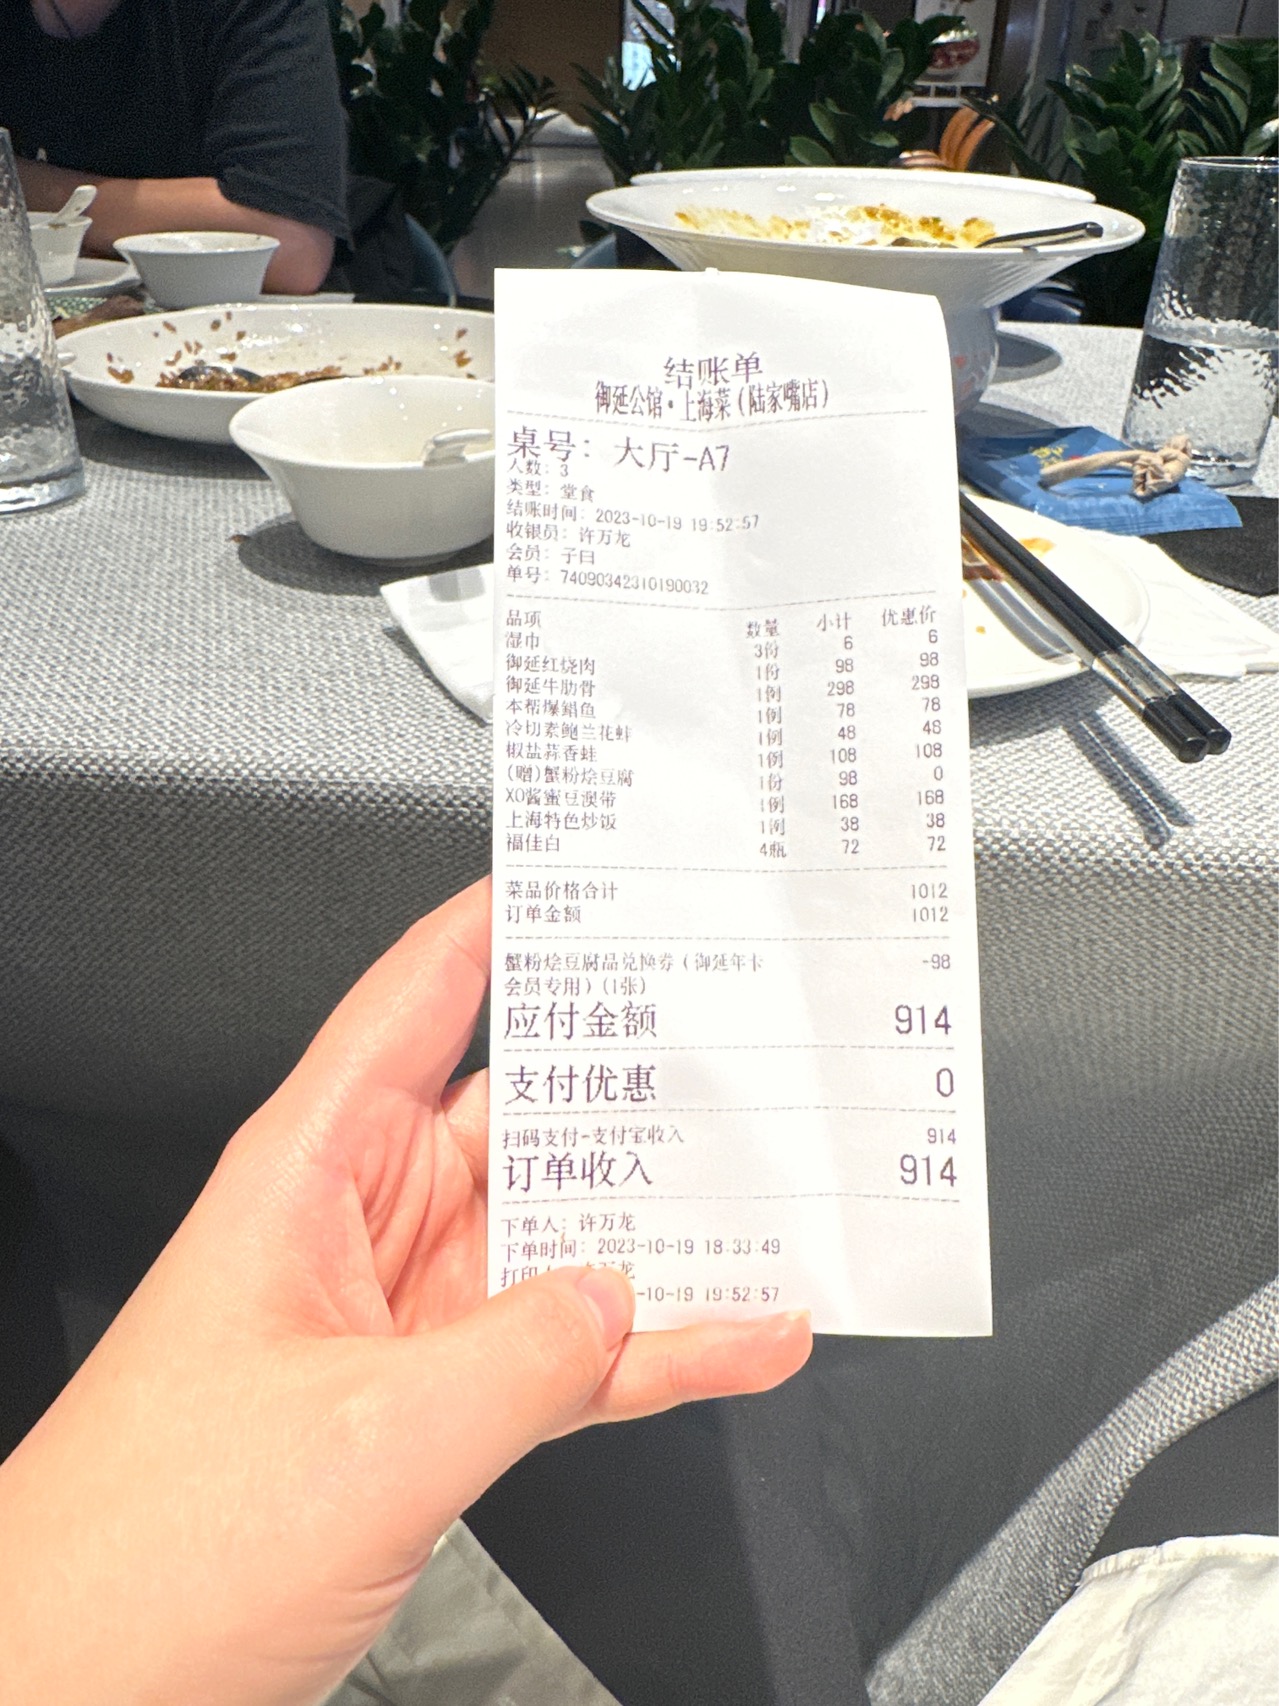 结账单
御延公馆·上海菜(陆家嘴店)
桌号: 大厅-A7
人数: 3
类型: 堂食
结账时间: 2023-10-19 19:52:57
收银员: 许万龙
会员: 子曰
单号: 74090342310190032
品项 数量 小计 优惠价
湿巾 3份 6 6
御延红烧肉 1份 98 98
御延牛肋骨 1例 298 298
本帮爆鲳鱼 1例 78 78
冷切素鲍兰花蚌 1例 48 48
椒盐蒜香蛙 1例 108 108
(赠)蟹粉烩豆腐 1份 98 0
XO酱蜜豆澳带 1例 168 168
上海特色炒饭 1例 38 38
福佳白 4瓶 72 72
菜品价格合计 1012
订单金额 1012
蟹粉烩豆腐品兑换券(御延年卡 -98
会员专用)(1张)
应付金额 914
支付优惠 0
扫码支付-支付宝收入 914
订单收入 914
下单人: 许万龙
下单时间: 2023-10-19 18:33:49
打印
-10-19 19:52:57